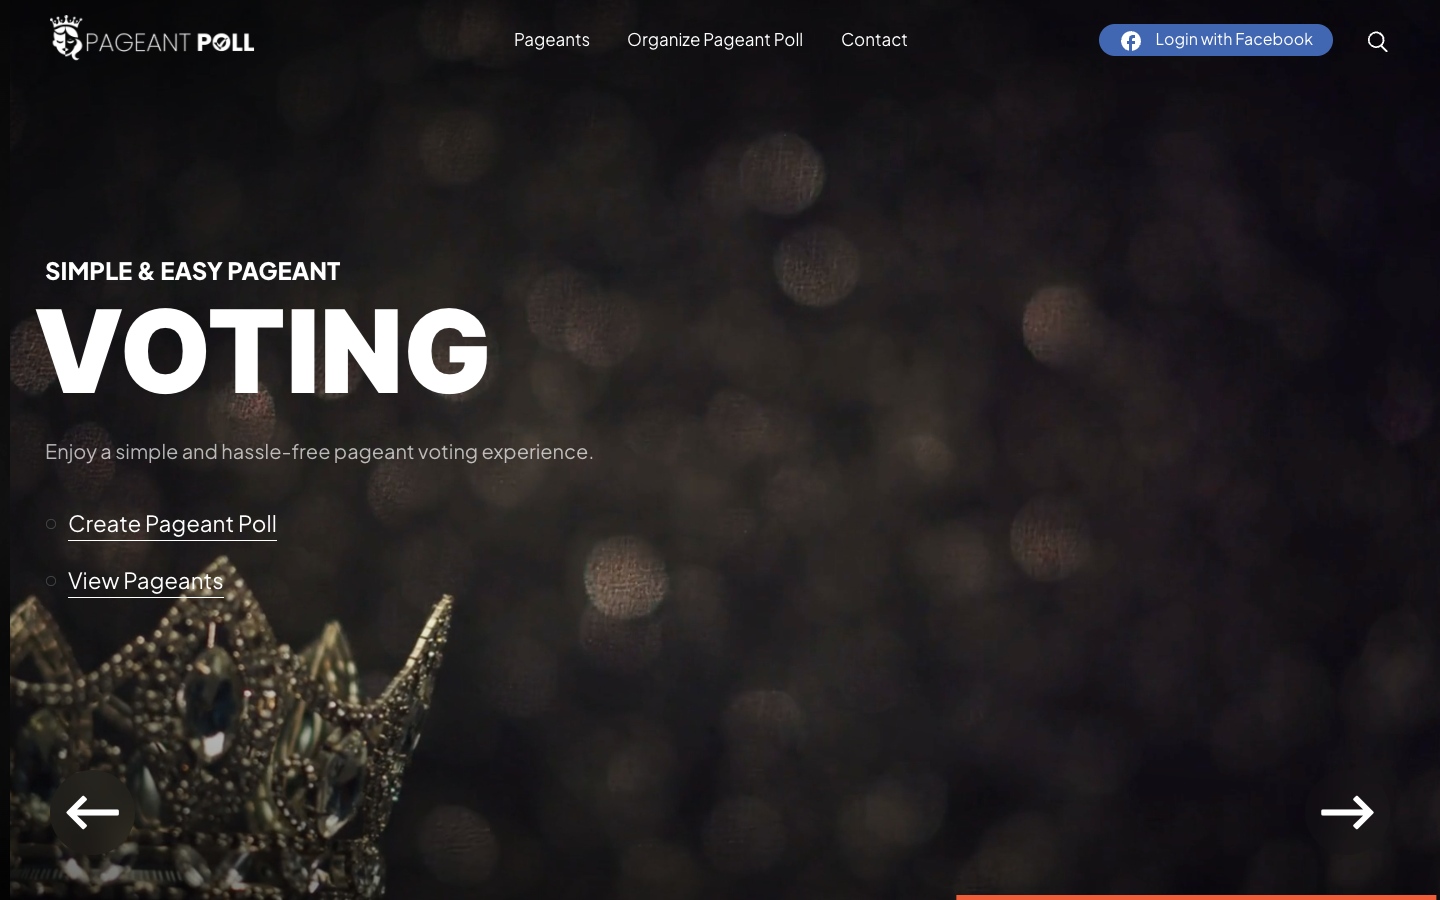 PAGEANT POLL
Pageants
Organize Pageant Poll
Contact
Login with Facebook
SIMPLE & EASY PAGEANT
VOTING
Enjoy a simple and hassle-free pageant voting experience.
Create Pageant Poll
View Pageants